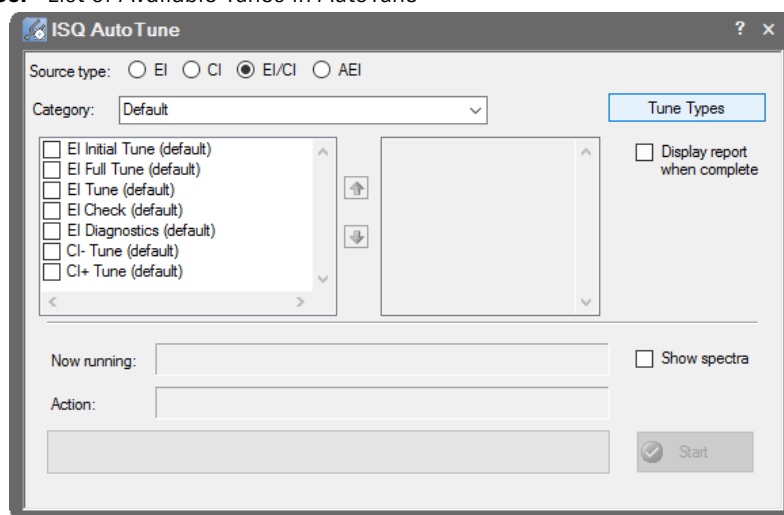 List of Available Tunes in AutoTune
ISQ AutoTune ? ×
Source type: EI CI EI/CI AEI
Category: Default
Tune Types
EI Initial Tune (default)
EI Full Tune (default)
EI Tune (default)
EI Check (default)
EI Diagnostics (default)
CI- Tune (default)
CI+ Tune (default)
Display report
when complete
Now running:
Show spectra
Action:
Start